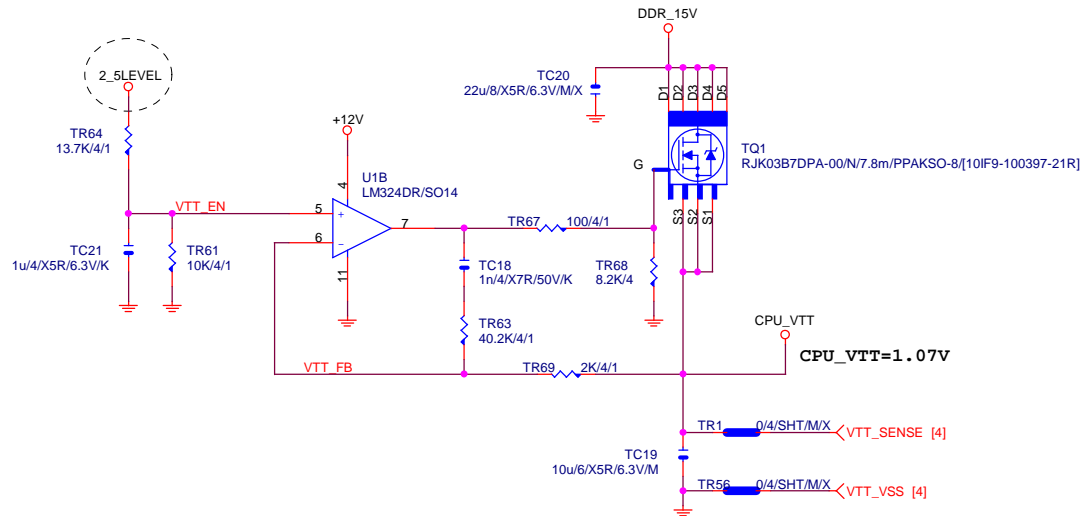 DDR_15V
2_5LEVEL
TC20
22u/8/X5R/6.3V/M/X
D1
D2
D3
D4
D5
TR64
13.7K/4/1
+12V
TQ1
RJK03B7DPA-00/N/7.8m/PPAKSO-8/[10IF9-100397-21R]
G
U1B
LM324DR/SO14
4
VTT_EN
5
+
7
6
-
11
TR67
100/4/1
S3
S2
S1
TC21
1u/4/X5R/6.3V/K
TR61
10K/4/1
TC18
1n/4/X7R/50V/K
TR68
8.2K/4
TR63
40.2K/4/1
CPU_VTT
CPU_VTT=1.07V
VTT_FB
TR69
2K/4/1
TR1
0/4/SHT/M/X
VTT_SENSE [4]
TC19
10u/6/X5R/6.3V/M
TR56
0/4/SHT/M/X
VTT_VSS [4]